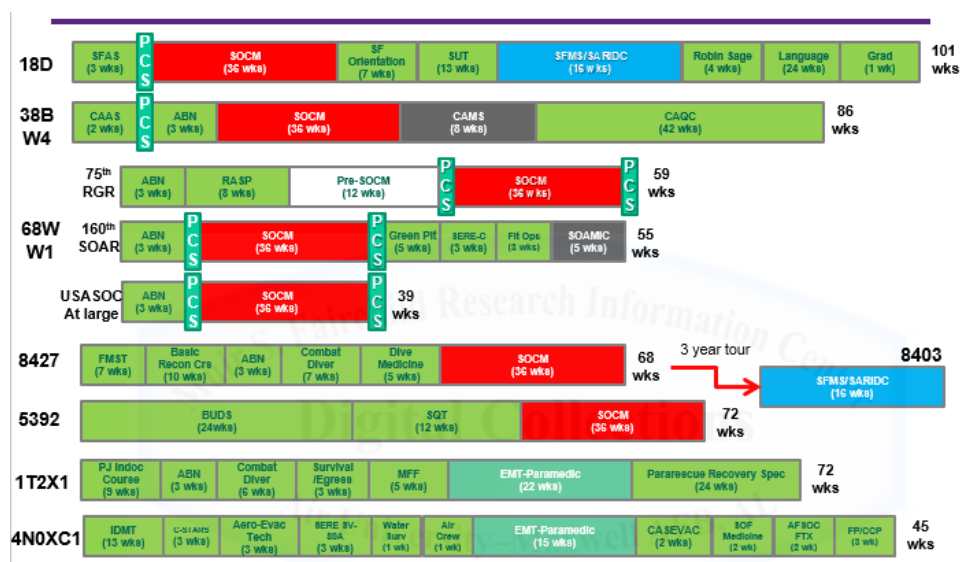 18D
SFAS
(3 wks)
P
C
S
SOCM
(36 wks)
SF
Orientation
(7 wks)
SUT
(13 wks)
SFMS/SARIDC
(16 wks)
Robin Sage
(4 wks)
Language
(24 wks)
Grad
(1 wk)
101
wks
38B
W4
CAAS
(2 wks)
P
C
S
ABN
(3 wks)
SOCM
(36 wks)
CAMS
(8 wks)
CAQC
(42 wks)
86
wks
68W
W1
75th
RGR
ABN
(3 wks)
RASP
(8 wks)
Pre-SOCM
(12 wks)
P
C
S
SOCM
(36 wks)
P
C
S
59
wks
160th
SOAR
ABN
(3 wks)
P
C
S
SOCM
(36 wks)
P
C
S
Green Plt
(5 wks)
SERE-C
(3 wks)
Flt Ops
(3 wks)
SOAMIC
(5 wks)
55
wks
USASOC
At large
ABN
(3 wks)
P
C
S
SOCM
(36 wks)
P
C
S
39
wks
8427
FMST
(7 wks)
Basic
Recon Crs
(10 wks)
ABN
(3 wks)
Combat
Diver
(7 wks)
Dive
Medicine
(5 wks)
SOCM
(36 wks)
68
wks
3 year tour
8403
SFMS/SARIDC
(16 wks)
5392
BUDS
(24wks)
SQT
(12 wks)
SOCM
(36 wks)
72
wks
1T2X1
PJ Indoc
Course
(9 wks)
ABN
(3 wks)
Combat
Diver
(6 wks)
Survival
/Egress
(3 wks)
MFF
(5 wks)
EMT-Paramedic
(22 wks)
Pararescue Recovery Spec
(24 wks)
72
wks
4N0XC1
IDMT
(13 wks)
C-STARS
(3 wks)
Aero-Evac
Tech
(3 wks)
SERE SV-
80A
(3 wks)
Water
Surv
(1 wk)
Air
Crew
(1 wk)
EMT-Paramedic
(15 wks)
CASEVAC
(2 wks)
SOF
Medicine
(2 wk)
AFSOC
FTX
(2 wk)
FP/CCP
(3 wk)
45
wks
Research Information
Digital Collections
Air University